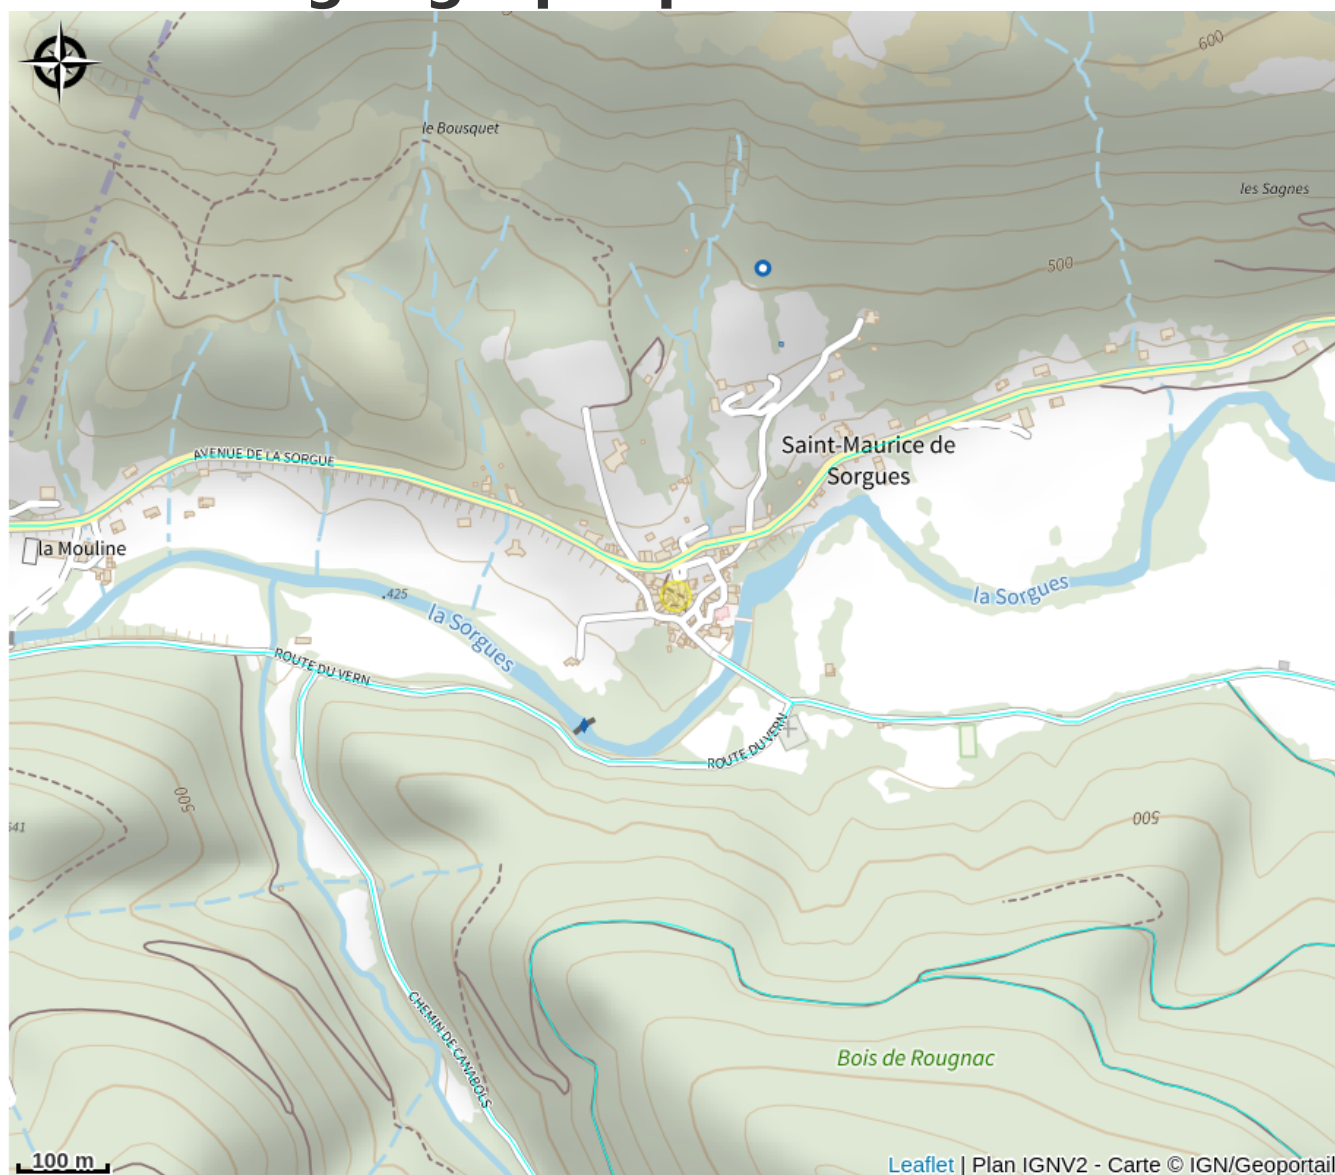 600
le Bousquet
les Sagnes
500
Saint-Maurice de
Sorgues
AVENUE DE LA SORGUE
la Mouline
425
la Sorgues
la Sorgues
ROUTE DU VERN
ROUTE DU VERN
500
500
541
CHEMIN DE CANABOLS
Bois de Rougnac
100 m
Leaflet | Plan IGNV2 - Carte © IGN/Geoportail